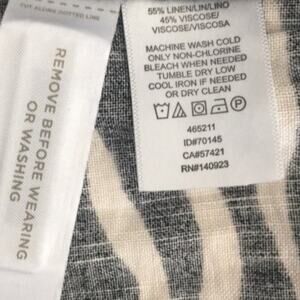 CUT ALONG DOTTED LINE
REMOVE BEFORE WEARING
OR WASHING
55% LINEN/LIN/LINO
45% VISCOSE/
VISCOSE/VISCOSA
MACHINE WASH COLD
ONLY NON-CHLORINE
BLEACH WHEN NEEDED
TUMBLE DRY LOW
COOL IRON IF NEEDED
OR DRY CLEAN
465211
ID#70145
CA#57421
RN#140923